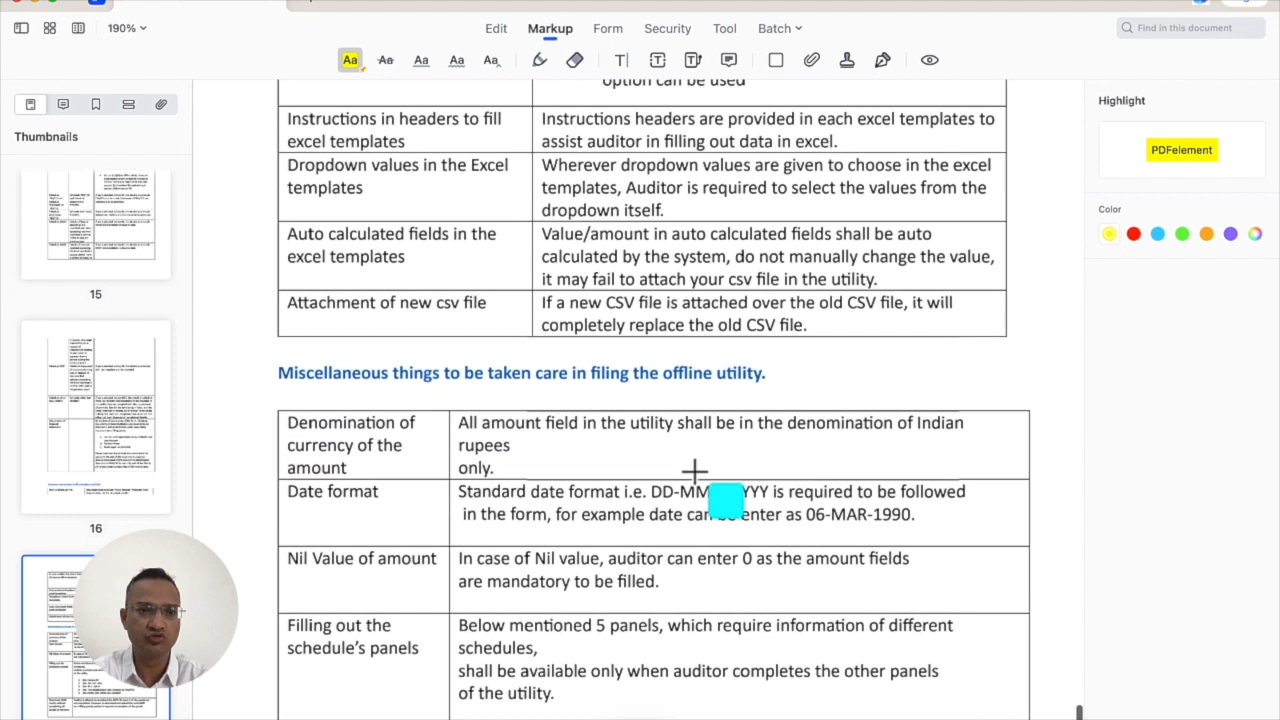 190%
Edit Markup Form Security Tool Batch
Find in this document
Aa Aa Aa Aa Aa T T T
Thumbnails
15
16
Highlight
PDFelement
Color
option can be used
Instructions in headers to fill
excel templates
Instructions headers are provided in each excel templates to
assist auditor in filling out data in excel.
Dropdown values in the Excel
templates
Wherever dropdown values are given to choose in the excel
templates, Auditor is required to select the values from the
dropdown itself.
Auto calculated fields in the
excel templates
Value/amount in auto calculated fields shall be auto
calculated by the system, do not manually change the value,
it may fail to attach your csv file in the utility.
Attachment of new csv file
If a new CSV file is attached over the old CSV file, it will
completely replace the old CSV file.
Miscellaneous things to be taken care in filing the offline utility.
Denomination of
currency of the
amount
All amount field in the utility shall be in the denomination of Indian
rupees
only.
Date format
Standard date format i.e. is required to be followed
in the form, for example date can enter as 06-MAR-1990.
Nil Value of amount
In case of Nil value, auditor can enter 0 as the amount fields
are mandatory to be filled.
Filling out the
schedule's panels
Below mentioned 5 panels, which require information of different
schedules,
shall available only when auditor completes the other panels
of the utility.